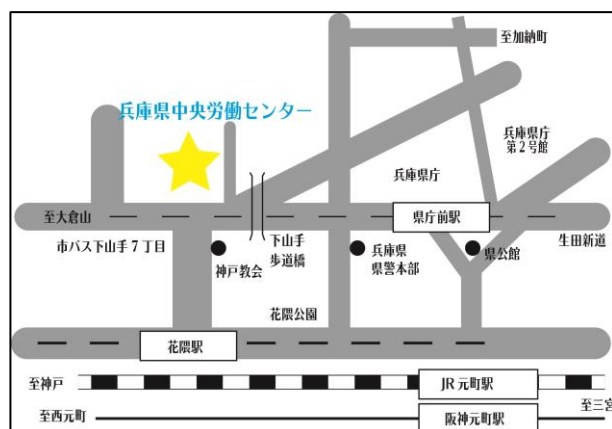 至加納町
兵庫県中央労働センター
兵庫県庁
第２号館
兵庫県庁
至大倉山
県庁前駅
生田新道
市バス下山手７丁目
神戸教会
下山手
歩道橋
兵庫県
県警本部
県公館
花隈公園
花隈駅
至神戸
JR元町駅
至三宮
至西元町
阪神元町駅